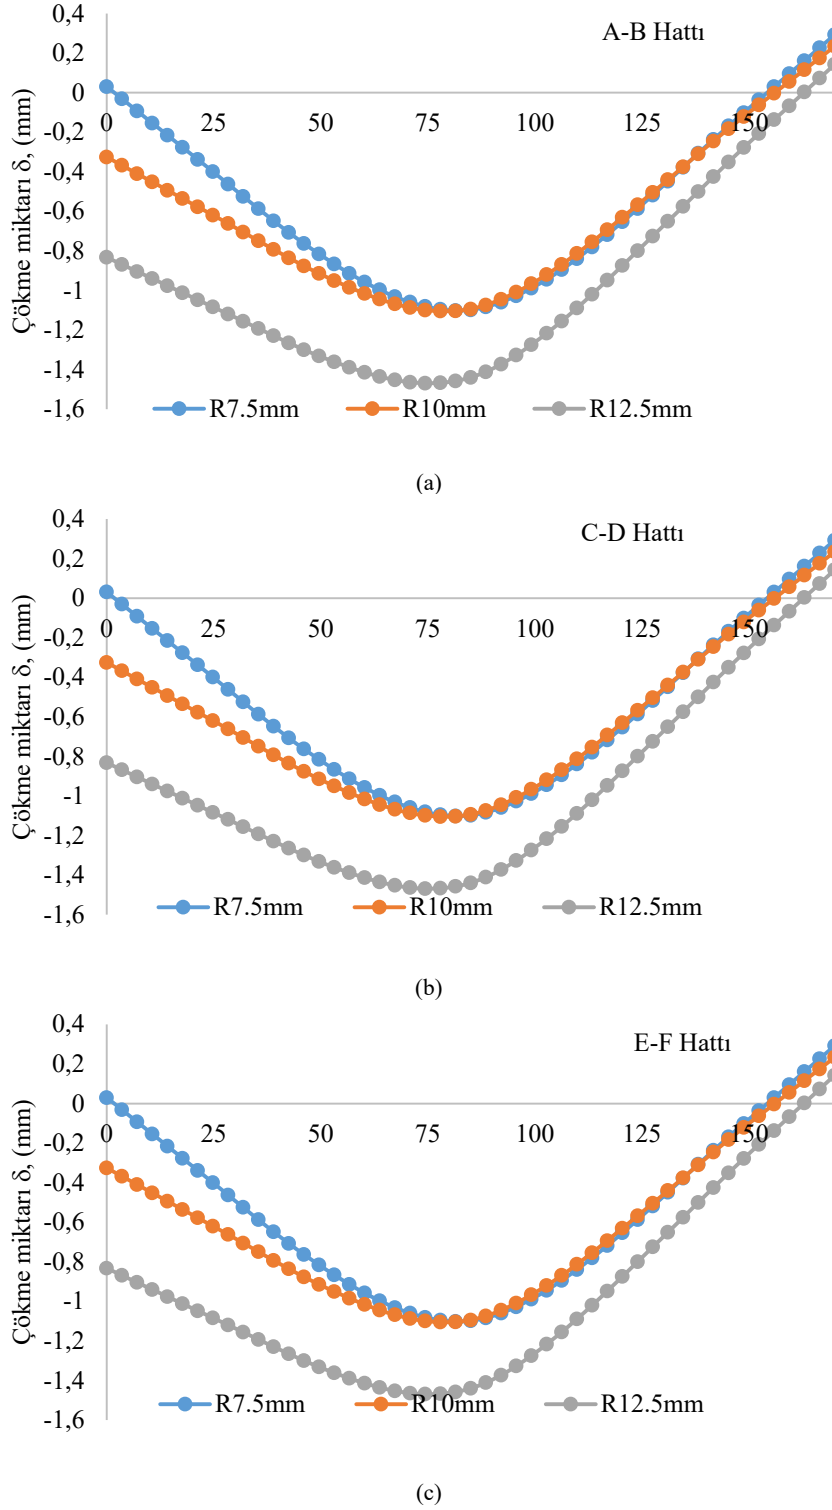 A-B Hattı
Çökme miktarı δ, (mm)
0,4
0,2
0
-0,2
-0,4
-0,6
-0,8
-1
-1,2
-1,4
-1,6
0 25 50 75 100 125 150
R7.5mm R10mm R12.5mm
(a)
C-D Hattı
Çökme miktarı δ, (mm)
0,4
0,2
0
-0,2
-0,4
-0,6
-0,8
-1
-1,2
-1,4
-1,6
0 25 50 75 100 125 150
R7.5mm R10mm R12.5mm
(b)
E-F Hattı
Çökme miktarı δ, (mm)
0,4
0,2
0
-0,2
-0,4
-0,6
-0,8
-1
-1,2
-1,4
-1,6
0 25 50 75 100 125 150
R7.5mm R10mm R12.5mm
(c)